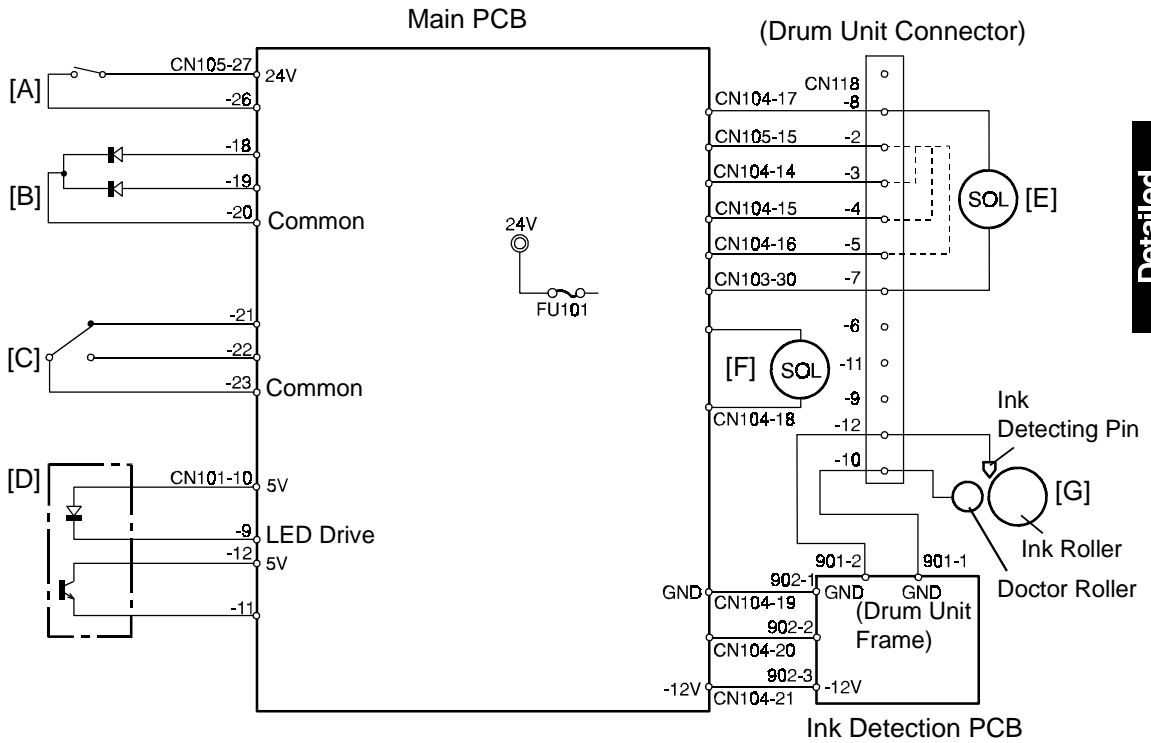 Main PCB
(Drum Unit Connector)
[A]
CN105-27
24V
-26
[B]
-18
-19
-20
Common
[C]
-21
-22
-23
Common
[D]
CN101-10
5V
-9
LED Drive
-12
5V
-11
24V
FU101
CN118
CN104-17
-8
CN105-15
-2
CN104-14
-3
CN104-15
-4
CN104-16
-5
CN103-30
-7
SOL
[E]
-6
[F]
SOL
-11
-9
CN104-18
-12
-10
Ink
Detecting Pin
[G]
Ink Roller
Doctor Roller
901-2
901-1
GND
CN104-19
902-1
GND
GND
(Drum Unit
Frame)
902-2
CN104-20
902-3
-12V
CN104-21
-12V
Ink Detection PCB
Detailed